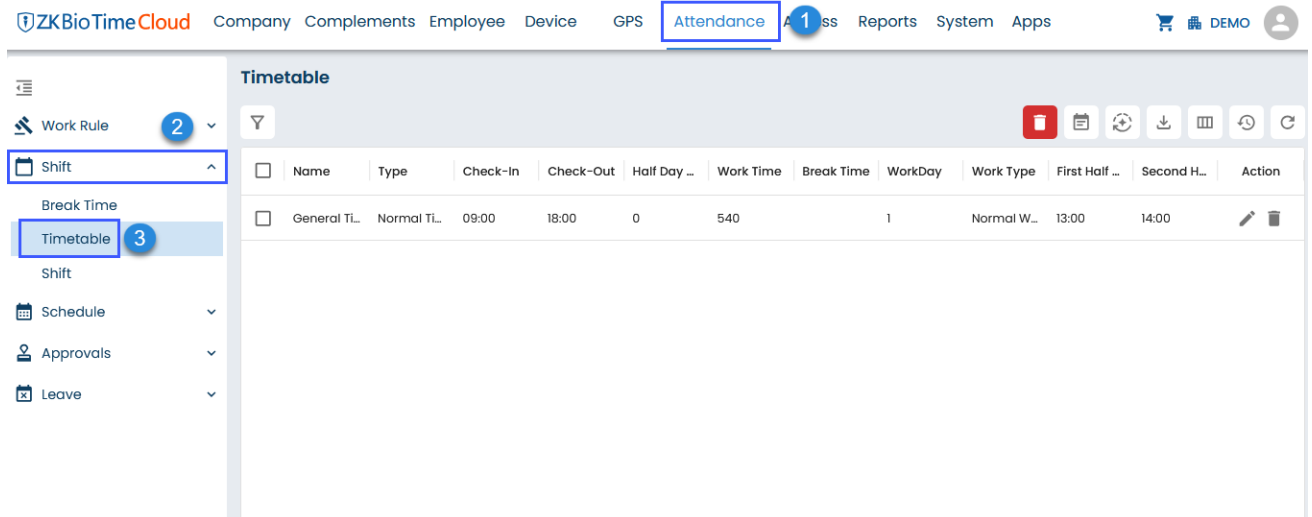 ZKBioTime Cloud Company Complements Employee Device GPS Attendance 1 Reports System Apps DEMO
Timetable
Work Rule 2
Shift
Name Type Check-In Check-Out Half Day ... Work Time Break Time WorkDay Work Type First Half ... Second H... Action
Break Time
General Ti... Normal Ti... 09:00 18:00 0 540 1 Normal W... 13:00 14:00
Timetable 3
Shift
Schedule
Approvals
Leave